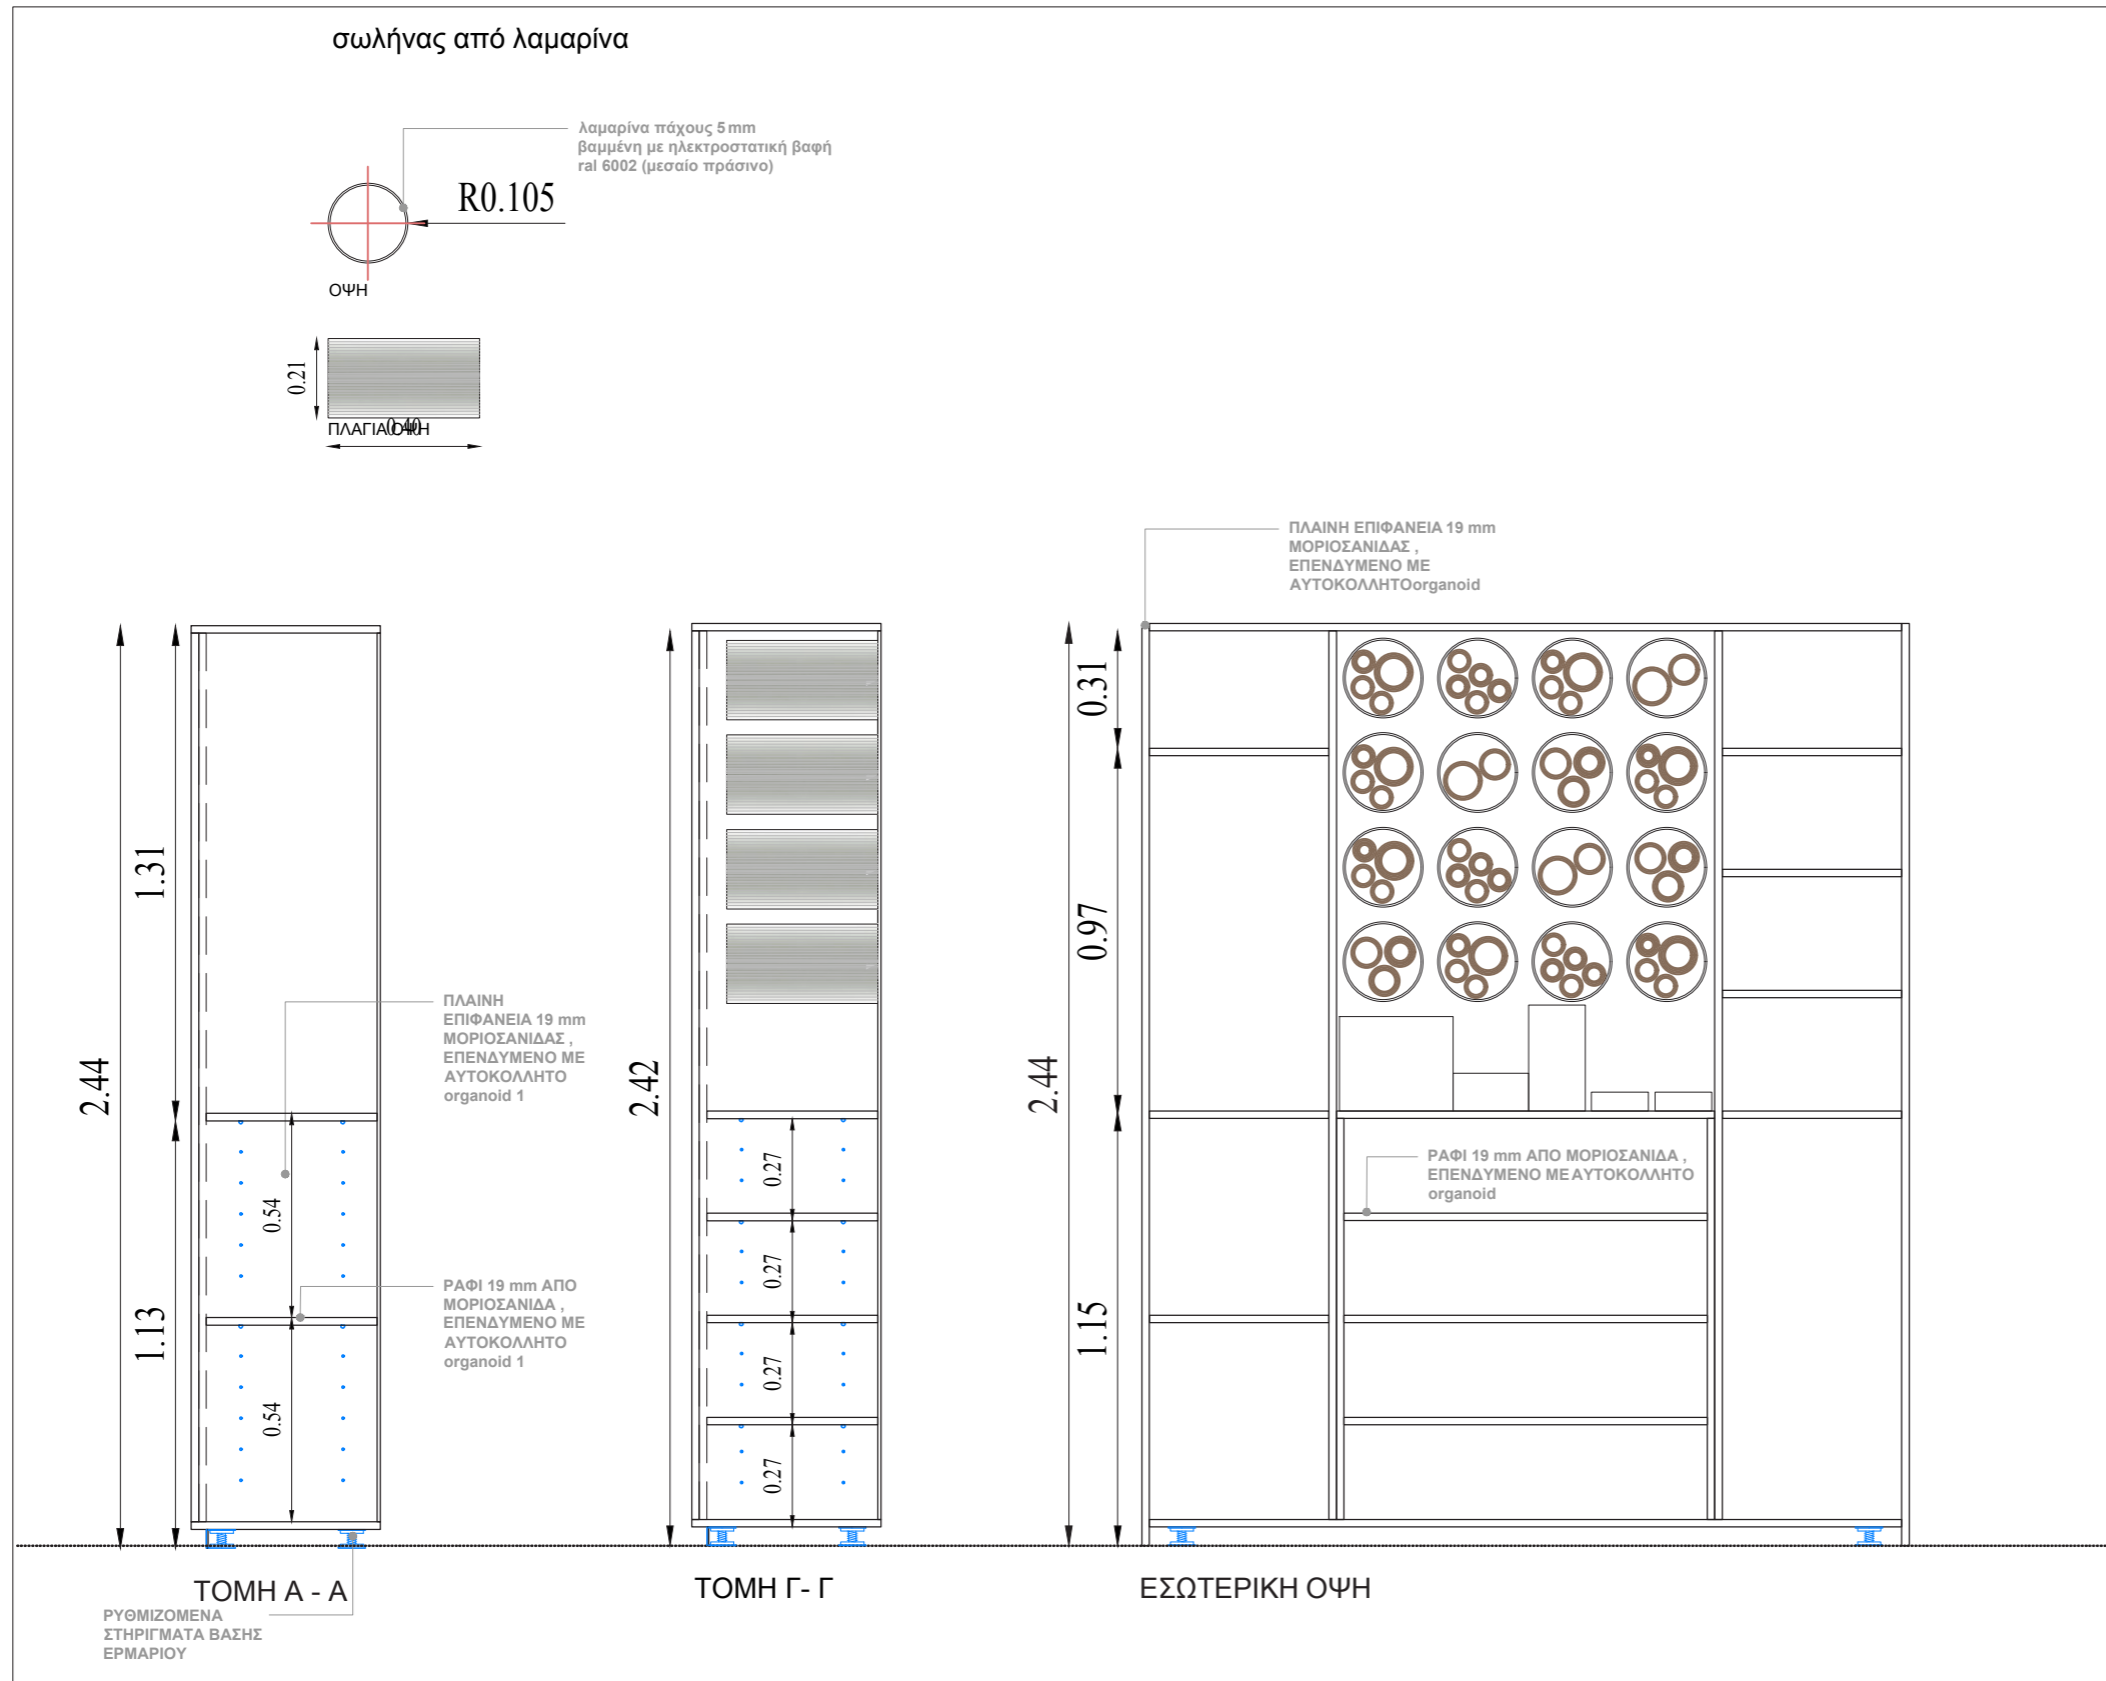 σωλήνας από λαμαρίνα
λαμαρίνα πάχους 5mm
βαμμένη με ηλεκτροστατική βαφή
ral 6002 (μεσαίο πράσινο)
R0.105
ΟΨΗ
0.21
ΠΛΑΓΙΑ ΟΨΗ
0.40
ΠΛΑΙΝΗ ΕΠΙΦΑΝΕΙΑ 19 mm
ΜΟΡΙΟΣΑΝΙΔΑΣ ,
ΕΠΕΝΔΥΜΕΝΟ ΜΕ
ΑΥΤΟΚΟΛΛΗΤΟorganoid
2.44
1.31
1.13
0.54
0.54
ΠΛΑΙΝΗ
ΕΠΙΦΑΝΕΙΑ 19 mm
ΜΟΡΙΟΣΑΝΙΔΑΣ ,
ΕΠΕΝΔΥΜΕΝΟ ΜΕ
ΑΥΤΟΚΟΛΛΗΤΟ
organoid 1
ΡΑΦΙ 19 mm ΑΠΟ
ΜΟΡΙΟΣΑΝΙΔΑ ,
ΕΠΕΝΔΥΜΕΝΟ ΜΕ
ΑΥΤΟΚΟΛΛΗΤΟ
organoid 1
2.42
0.27
0.27
0.27
0.27
2.44
0.31
0.97
1.15
ΡΑΦΙ 19 mm ΑΠΟ ΜΟΡΙΟΣΑΝΙΔΑ ,
ΕΠΕΝΔΥΜΕΝΟ ΜΕ ΑΥΤΟΚΟΛΛΗΤΟ
organoid
ΤΟΜΗ Α - Α
ΤΟΜΗ Γ- Γ
ΕΣΩΤΕΡΙΚΗ ΟΨΗ
ΡΥΘΜΙΖΟΜΕΝΑ
ΣΤΗΡΙΓΜΑΤΑ ΒΑΣΗΣ
ΕΡΜΑΡΙΟΥ